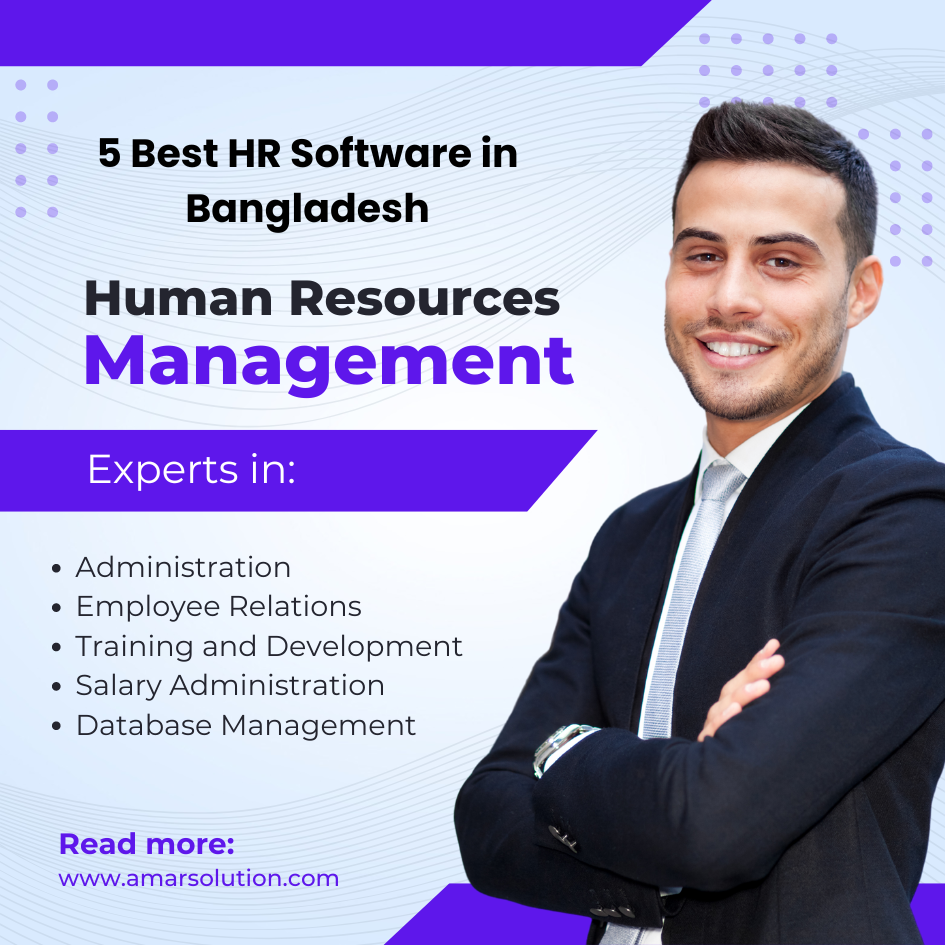 5 Best HR Software in
Bangladesh
Human Resources
Management
Experts in:
Administration
Employee Relations
Training and Development
Salary Administration
Database Management
Read more:
www.amarsolution.com